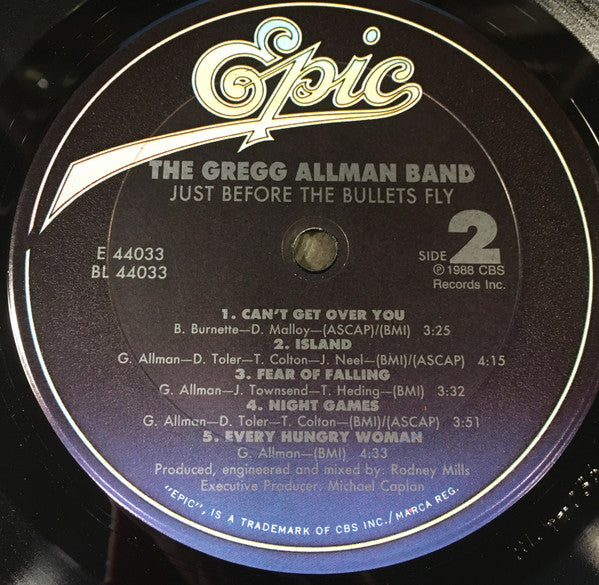 Epic
THE GREGG ALLMAN BAND
JUST BEFORE THE BULLETS FLY
E 44033
BL 44033
SIDE 2
℗ 1988 CBS
Records Inc.
1. CAN'T GET OVER YOU
B. Burnette—D. Malloy—(ASCAP)/(BMI) 3:25
2. ISLAND
G. Allman—D. Toler—T. Colton—J. Neel—(BMI)/(ASCAP) 4:15
3. FEAR OF FALLING
G. Allman—J. Townsend—T. Heding—(BMI) 3:32
4. NIGHT GAMES
G. Allman—D. Toler—T. Colton—(BMI)/(ASCAP) 3:51
5. EVERY HUNGRY WOMAN
G. Allman—(BMI) 4:33
Produced, engineered and mixed by: Rodney Mills
Executive Producer: Michael Caplan
"EPIC", IS A TRADEMARK OF CBS INC./MARCA REG.